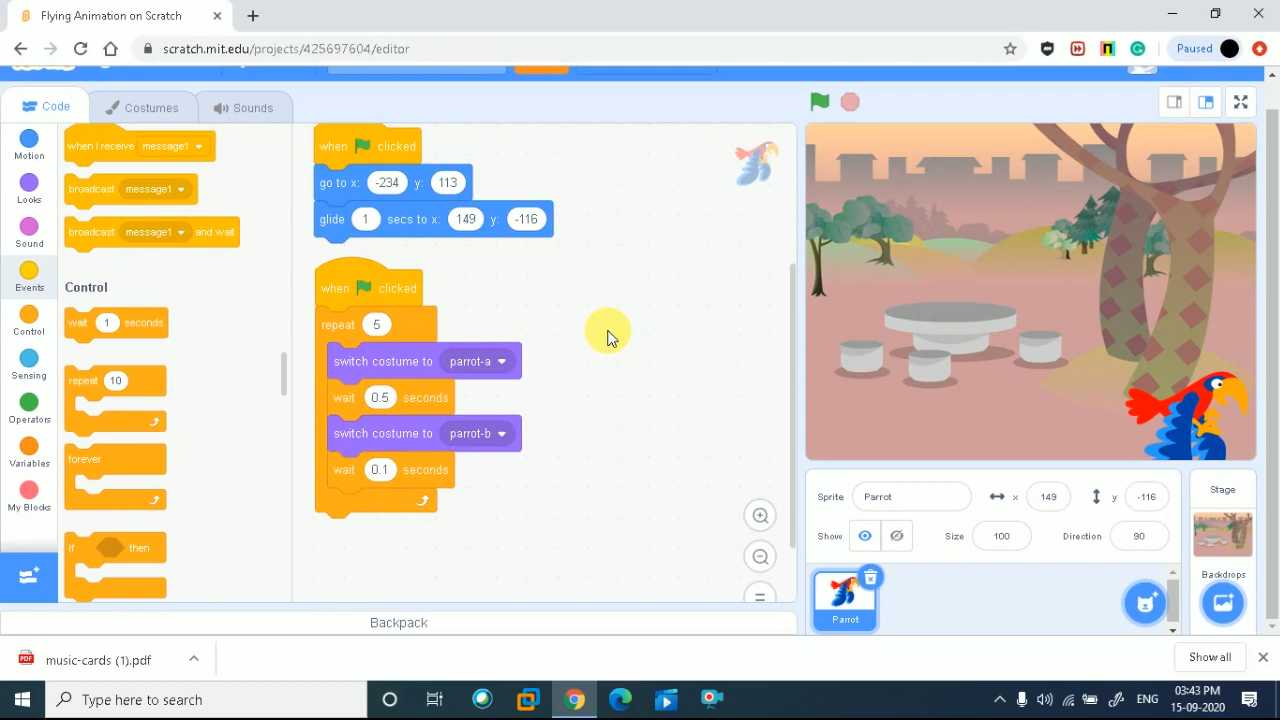 Flying Animation on Scratch
scratch.mit.edu/projects/425697604/editor
Paused
Code
Costumes
Sounds
Motion
Looks
Sound
Events
Control
Sensing
Operators
Variables
My Blocks
when I receive message1
broadcast message1
broadcast message1 and wait
Control
wait 1 seconds
repeat 10
forever
if then
when clicked
go to x: -234 y: 113
glide 1 secs to x: 149 y: -116
when clicked
repeat 5
switch costume to parrot-a
wait 0.5 seconds
switch costume to parrot-b
wait 0.1 seconds
Backpack
Sprite Parrot x 149 y -116
Show Size 100 Direction 90
Parrot
Stage
Backdrops
music-cards (1).pdf
Show all
Type here to search
ENG
03:43 PM
15-09-2020